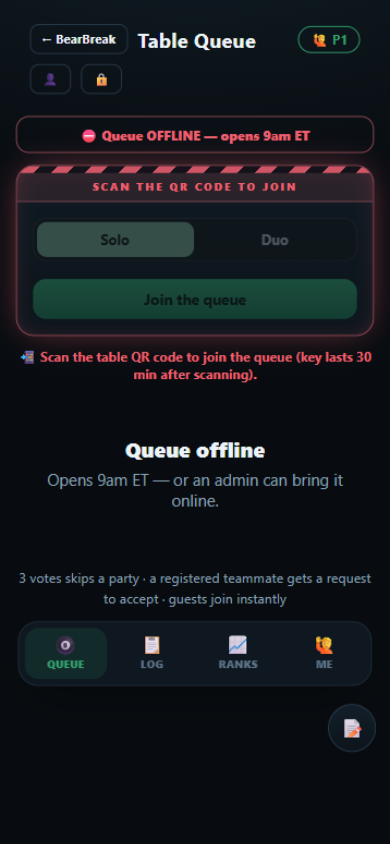 ← BearBreak
Table Queue
P1
Queue OFFLINE — opens 9am ET
SCAN THE QR CODE TO JOIN
Solo
Duo
Join the queue
Scan the table QR code to join the queue (key lasts 30
min after scanning).
Queue offline
Opens 9am ET — or an admin can bring it
online.
3 votes skips a party · a registered teammate gets a request
to accept · guests join instantly
QUEUE
LOG
RANKS
ME